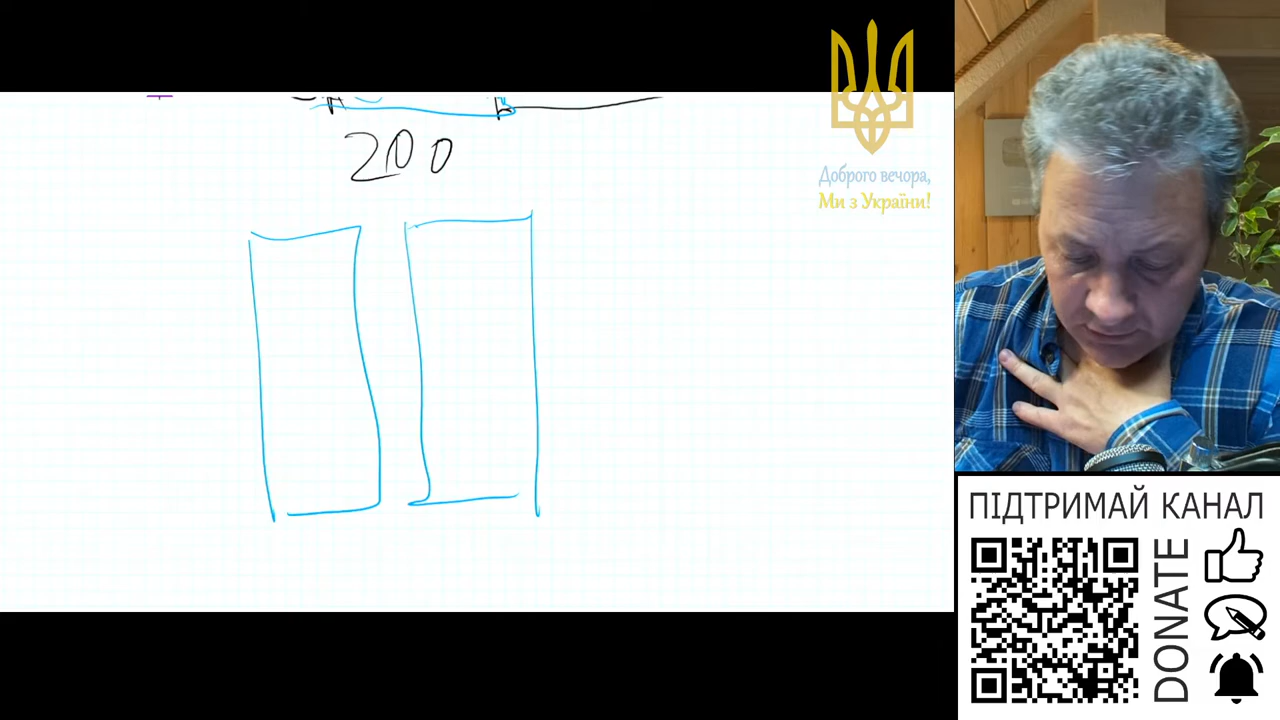 200
Доброго вечора,
Ми з України!
ПІДТРИМАЙ КАНАЛ
DONATE